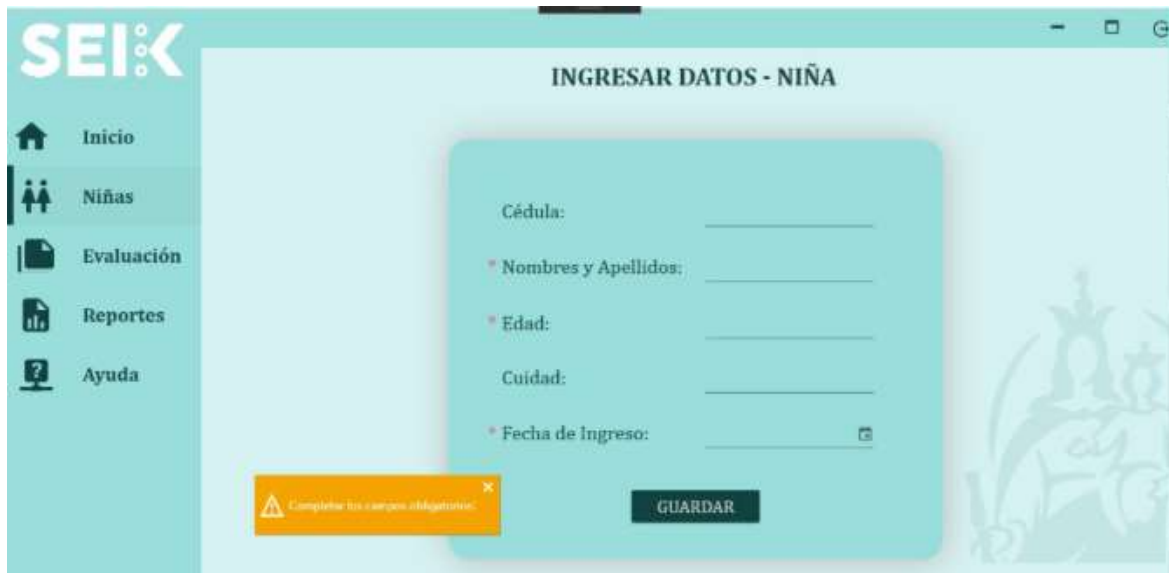 SEIK
INGRESAR DATOS - NIÑA
Inicio
Niñas
Evaluación
Reportes
Ayuda
Cédula:
* Nombres y Apellidos:
* Edad:
Cuidad:
* Fecha de Ingreso:
Completar los campos obligatorios.
GUARDAR